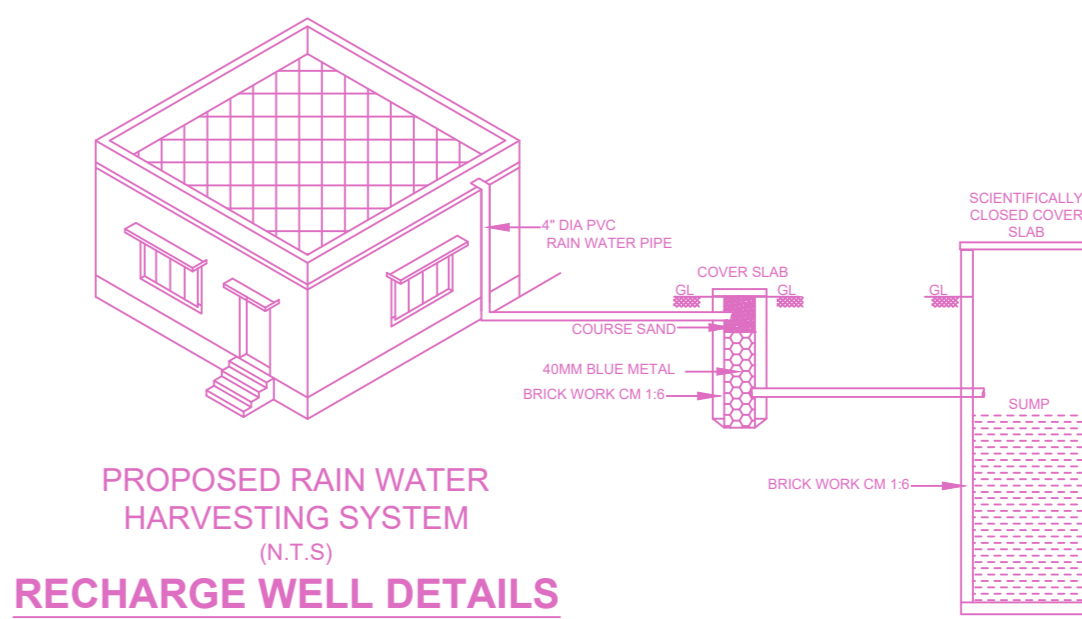 SCIENTIFICALLY
CLOSED COVER
SLAB
4" DIA PVC
RAIN WATER PIPE
COVER SLAB
GL
GL
GL
COURSE SAND
40MM BLUE METAL
BRICK WORK CM 1:6
SUMP
BRICK WORK CM 1:6
PROPOSED RAIN WATER
HARVESTING SYSTEM
(N.T.S)
RECHARGE WELL DETAILS